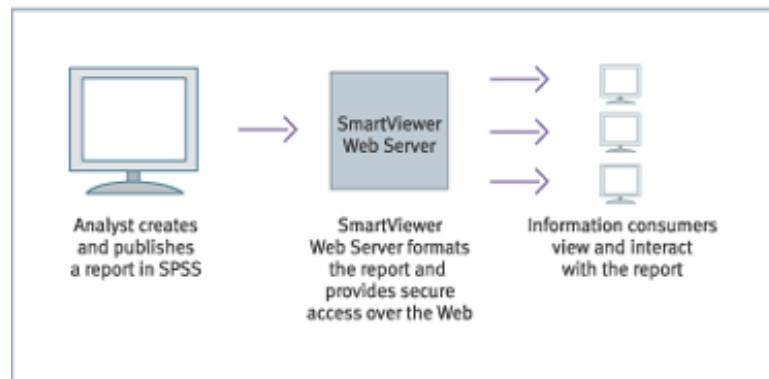 SmartViewer
Web Server
Analyst creates
and publishes
a report in SPSS
SmartViewer
Web Server formats
the report and
provides secure
access over the Web
Information consumers
view and interact
with the report